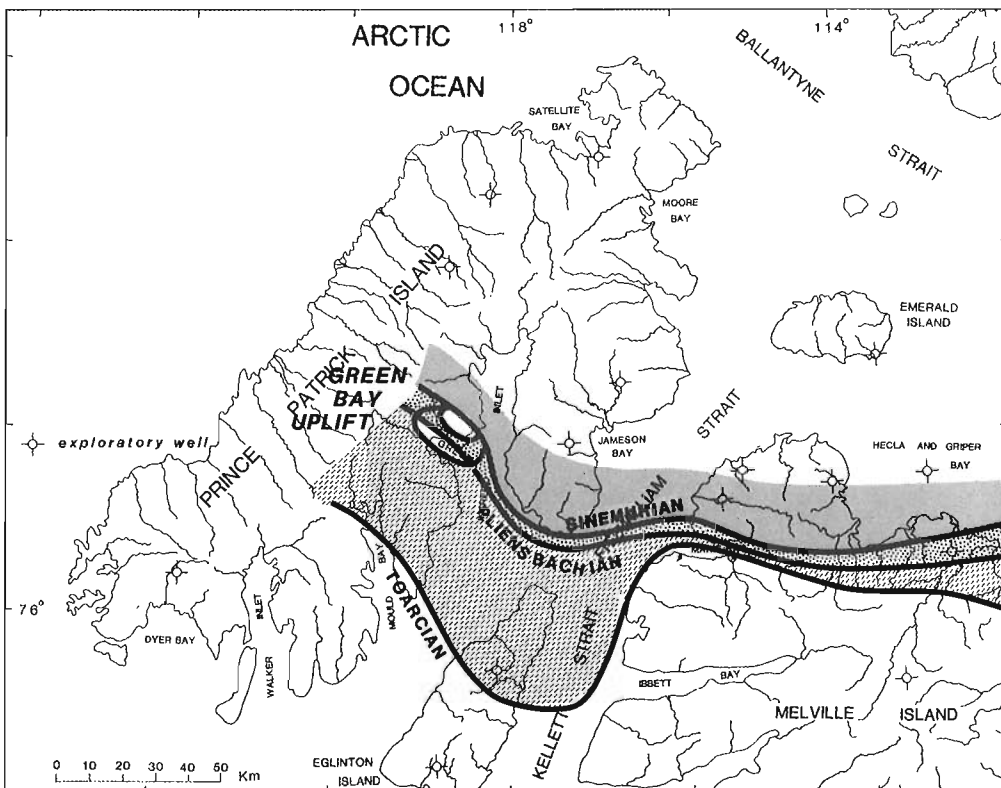 118°
114°
ARCTIC
OCEAN
BALLANTYNE
STRAIT
SATELLITE
BAY
MOORE
BAY
EMERALD
ISLAND
PRINCE PATRICK ISLAND
GREEN
BAY
UPLIFT
INLET
exploratory well
JAMESON
BAY
STRAIT
HECLA AND GRIPER
BAY
SINEMURIAN
PLIENSBACHIAN
TOARCIAN
76°
MOULD BAY
DYER BAY
WALKER INLET
KELLETT STRAIT
IBBETT BAY
MELVILLE ISLAND
EGLINTON
ISLAND
0 10 20 30 40 50 Km